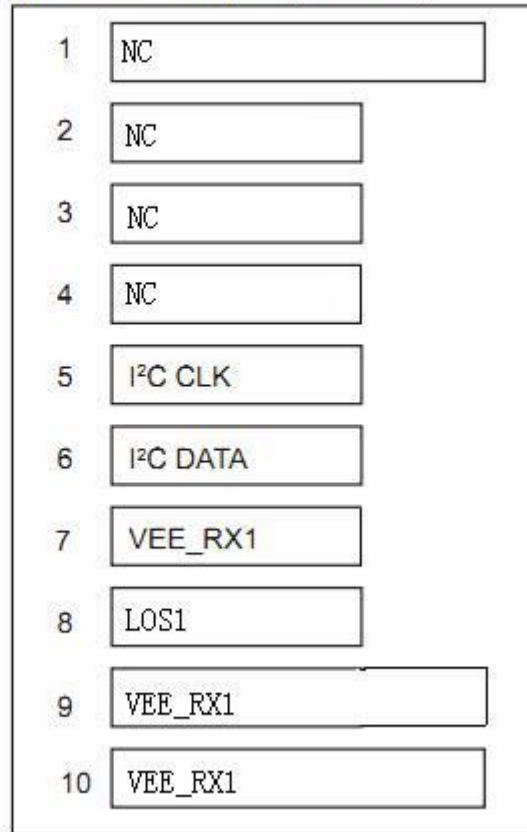 1 NC
2 NC
3 NC
4 NC
5 I²C CLK
6 I²C DATA
7 VEE_RX1
8 LOS1
9 VEE_RX1
10 VEE_RX1